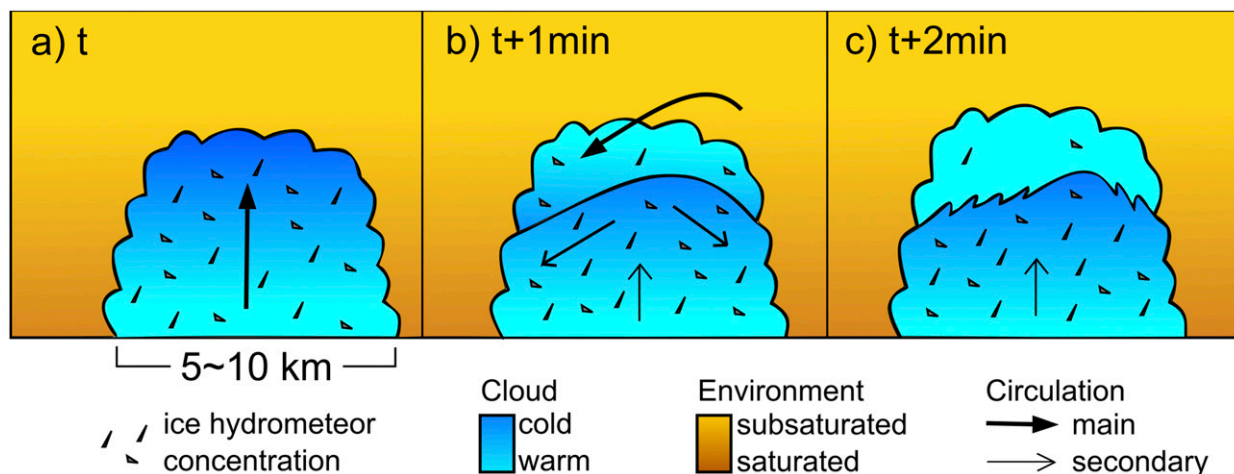 a) t
b) t+1min
c) t+2min
5~10 km
ice hydrometeor
concentration
Cloud
cold
warm
Environment
subsaturated
saturated
Circulation
main
secondary